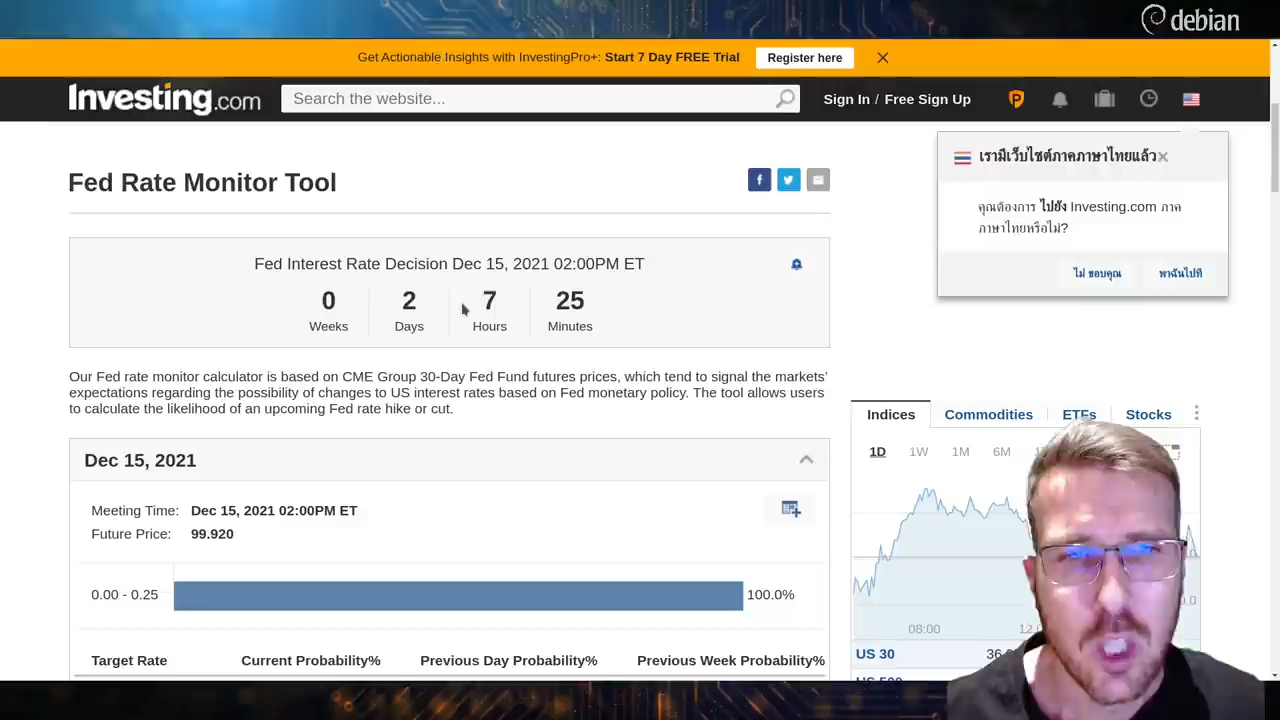 debian
Get Actionable Insights with InvestingPro+: Start 7 Day FREE Trial
Register here
Investing.com
Search the website...
Sign In / Free Sign Up
เรามีเว็บไซต์ภาคภาษาไทยแล้ว
คุณต้องการ ไปยัง Investing.com ภาค
ภาษาไทยหรือไม่?
ไม่ ขอบคุณ
พาฉันไปที
Fed Rate Monitor Tool
Fed Interest Rate Decision Dec 15, 2021 02:00PM ET
0 2 7 25
Weeks Days Hours Minutes
Our Fed rate monitor calculator is based on CME Group 30-Day Fed Fund futures prices, which tend to signal the markets'
expectations regarding the possibility of changes to US interest rates based on Fed monetary policy. The tool allows users
to calculate the likelihood of an upcoming Fed rate hike or cut.
Dec 15, 2021
Meeting Time: Dec 15, 2021 02:00PM ET
Future Price: 99.920
0.00 - 0.25 100.0%
Target Rate Current Probability% Previous Day Probability% Previous Week Probability%
Indices Commodities ETFs Stocks
1D 1W 1M 6M
08:00
US 30